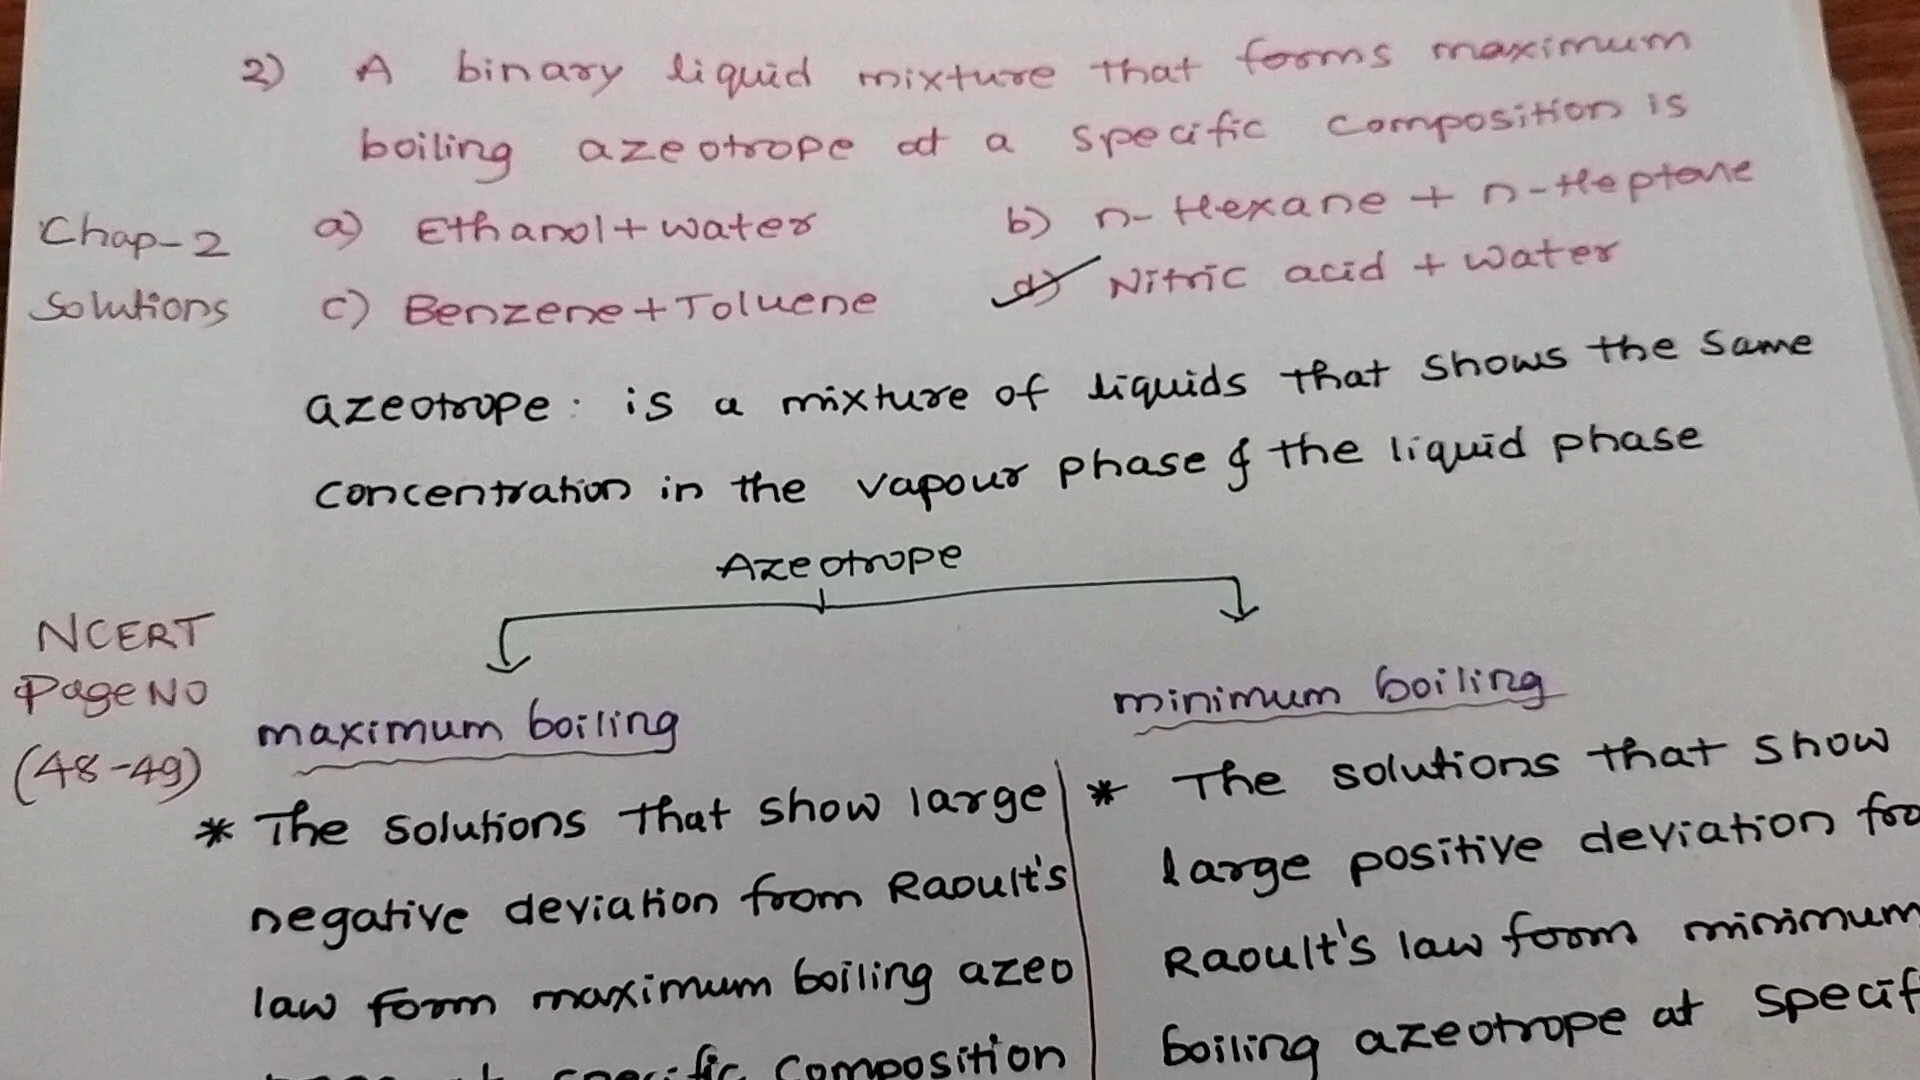 2) A binary liquid mixture that forms maximum
boiling azeotrope at a specific composition is
Chap-2
Solutions
a) Ethanol + water
b) n-Hexane + n-Heptane
c) Benzene + Toluene
d) Nitric acid + water
azeotrope: is a mixture of liquids that shows the same
concentration in the vapour phase & the liquid phase
Azeotrope
NCERT
Page NO
(48-49)
maximum boiling
* The solutions that show large
negative deviation from Raoult's
law form maximum boiling azeo
specific composition
minimum boiling
* The solutions that show
large positive deviation fro
Raoult's law form minimum
boiling azeotrope at specif